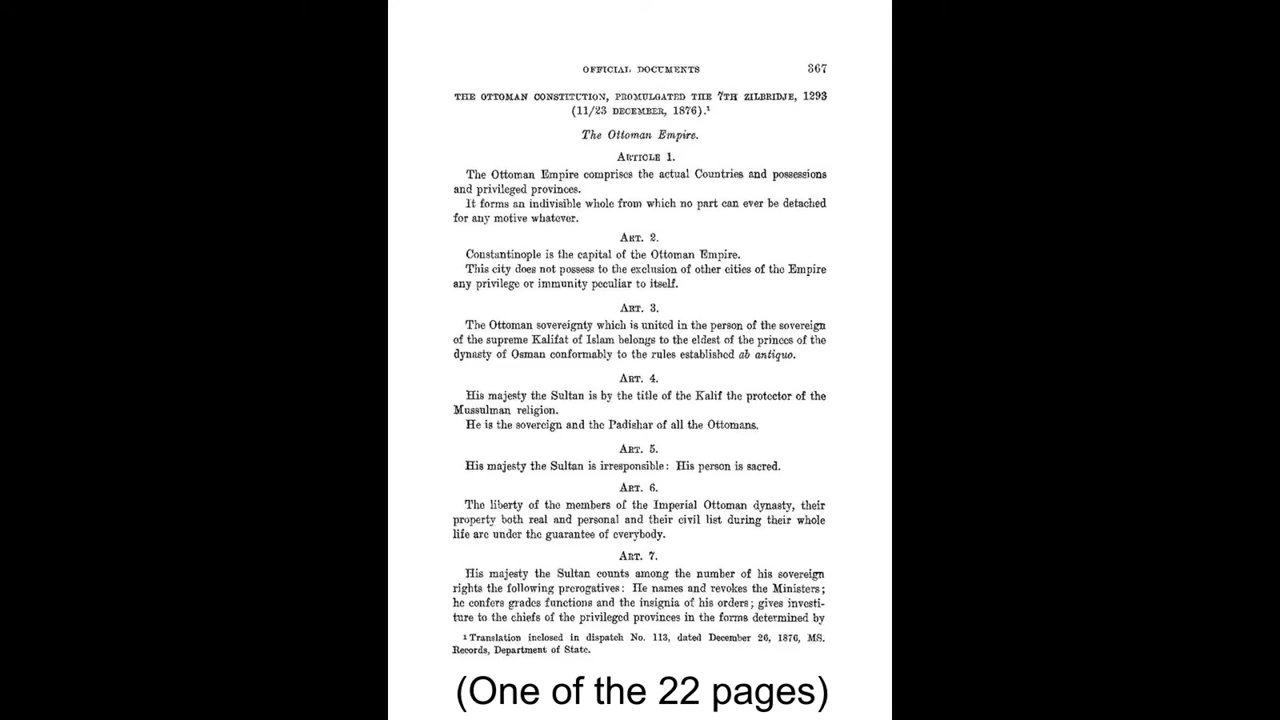 OFFICIAL DOCUMENTS 367
THE OTTOMAN CONSTITUTION, PROMULGATED THE 7TH ZILBRIDJE, 1293
(11/23 DECEMBER, 1876).¹
The Ottoman Empire.
ARTICLE 1.
The Ottoman Empire comprises the actual Countries and possessions
and privileged provinces.
It forms an indivisible whole from which no part can ever be detached
for any motive whatever.
ART. 2.
Constantinople is the capital of the Ottoman Empire.
This city does not possess to the exclusion of other cities of the Empire
any privilege or immunity peculiar to itself.
ART. 3.
The Ottoman sovereignty which is united in the person of the sovereign
of the supreme Kalifat of Islam belongs to the eldest of the princes of the
dynasty of Osman conformably to the rules established ab antiquo.
ART. 4.
His majesty the Sultan is by the title of the Kalif the protector of the
Mussulman religion.
He is the sovereign and the Padishar of all the Ottomans.
ART. 5.
His majesty the Sultan is irresponsible: His person is sacred.
ART. 6.
The liberty of the members of the Imperial Ottoman dynasty, their
property both real and personal and their civil list during their whole
life are under the guarantee of everybody.
ART. 7.
His majesty the Sultan counts among the number of his sovereign
rights the following prerogatives: He names and revokes the Ministers;
he confers grades functions and the insignia of his orders; gives investi-
ture to the chiefs of the privileged provinces in the forms determined by
¹ Translation inclosed in dispatch No. 113, dated December 26, 1876, MS.
Records, Department of State.
(One of the 22 pages)